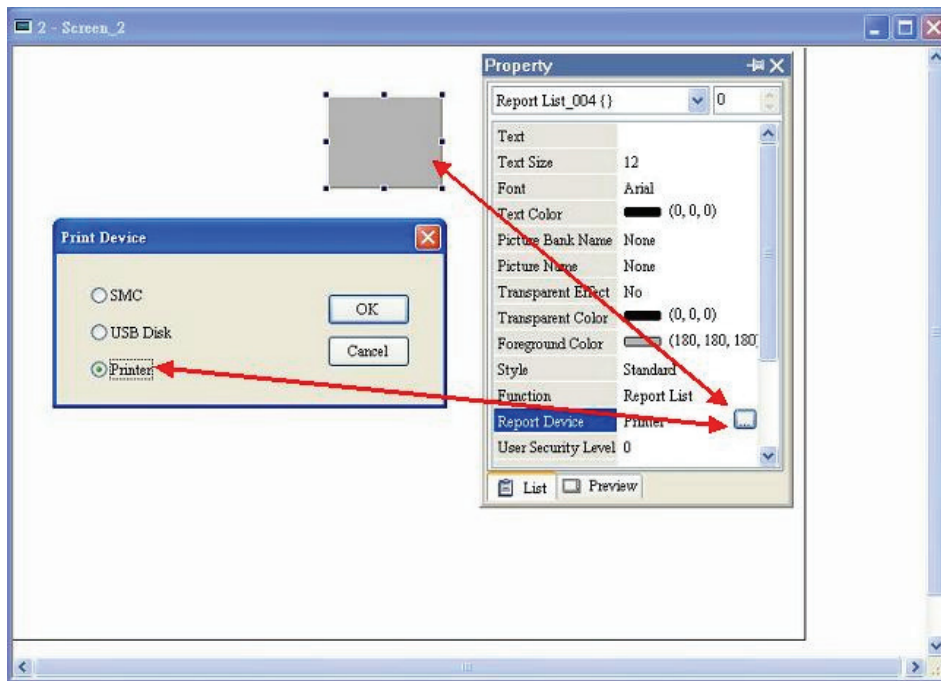 2 - Screen_2
Property
Report List_004 {}
0
Text
Text Size 12
Font Arial
Text Color (0, 0, 0)
Picture Bank Name None
Picture Name None
Transparent Effect No
Transparent Color (0, 0, 0)
Foreground Color (180, 180, 180)
Style Standard
Function Report List
Report Device Printer ...
User Security Level 0
List
Preview
Print Device
SMC
USB Disk
Printer
OK
Cancel